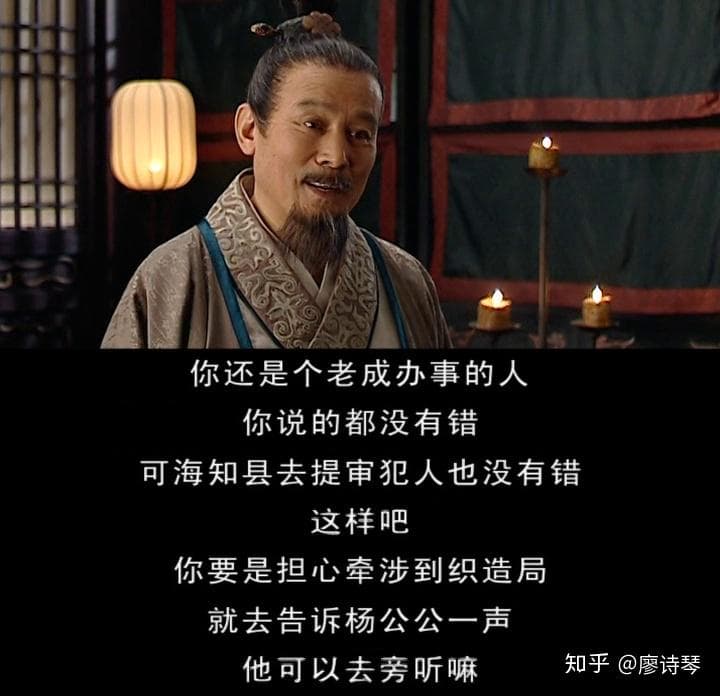 你还是个老成办事的人
你说的都没有错
可海知县去提审犯人也没有错
这样吧
你要是担心牵涉到织造局
就去告诉杨公公一声
他可以去旁听嘛
知乎 @廖诗琴